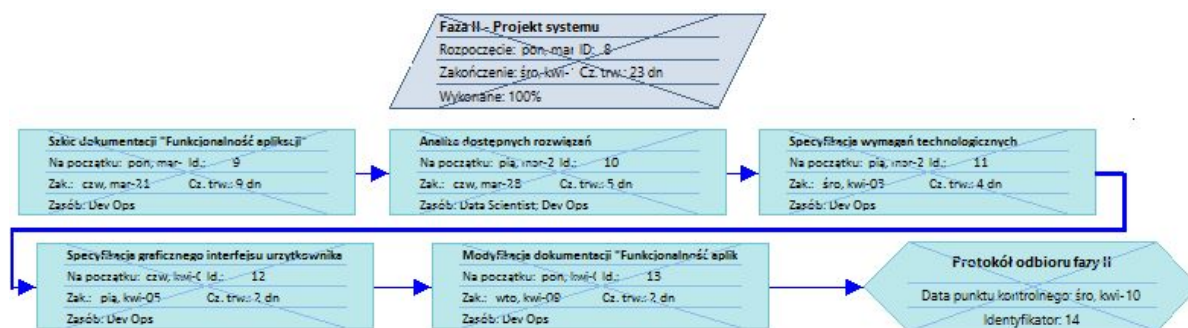 Faza II - Projekt systemu
Rozpoczęcie: pon, mar ID: 8
Zakończenie: śro, kwi-1 Cz. trw.: 23 dn
Wykonane: 100%
Szkic dokumentacji "Funkcjonalność aplikacji"
Na początku: pon, mar- Id.: 9
Zak.: czw, mar-21 Cz. trw.: 9 dn
Zasób: Dev Ops
Analiza dostępnych rozwiązań
Na początku: pią, mar-2 Id.: 10
Zak.: czw, mar-28 Cz. trw.: 5 dn
Zasób: Data Scientist; Dev Ops
Specyfikacja wymagań technologicznych
Na początku: pią, mar-2 Id.: 11
Zak.: śro, kwi-03 Cz. trw.: 4 dn
Zasób: Dev Ops
Specyfikacja graficznego interfejsu urzytkownika
Na początku: czw, kwi-( Id.: 12
Zak.: pią, kwi-05 Cz. trw.: 2 dn
Zasób: Dev Ops
Modyfikacja dokumentacji "Funkcjonalność aplik
Na początku: pon, kwi-( Id.: 13
Zak.: wto, kwi-09 Cz. trw.: 2 dn
Zasób: Dev Ops
Protokół odbioru fazy II
Data punktu kontrolnego: śro, kwi-10
Identyfikator: 14